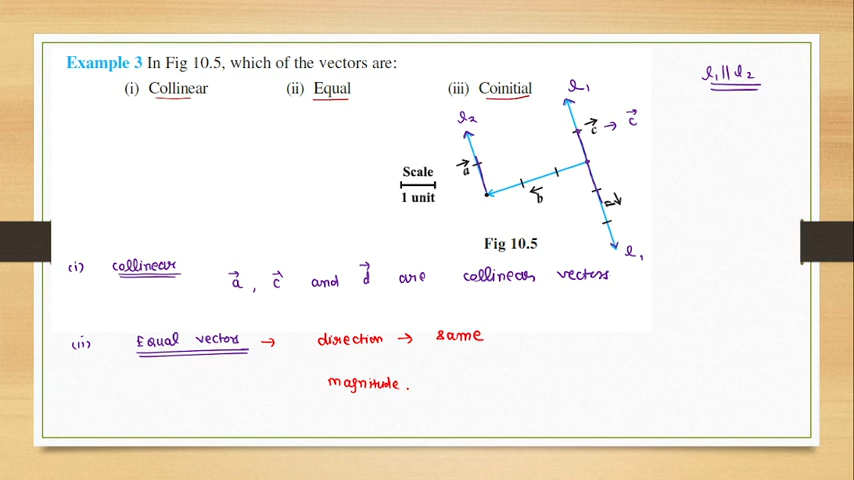 Example 3 In Fig 10.5, which of the vectors are:
(i) Collinear (ii) Equal (iii) Coinitial
l₁ l₁ || l₂
l₂ c → c
a
Scale
1 unit
b d
Fig 10.5 l₁
(i) collinear a, c and d are collinear vectors
(ii) Equal vectors → direction → same
magnitude.